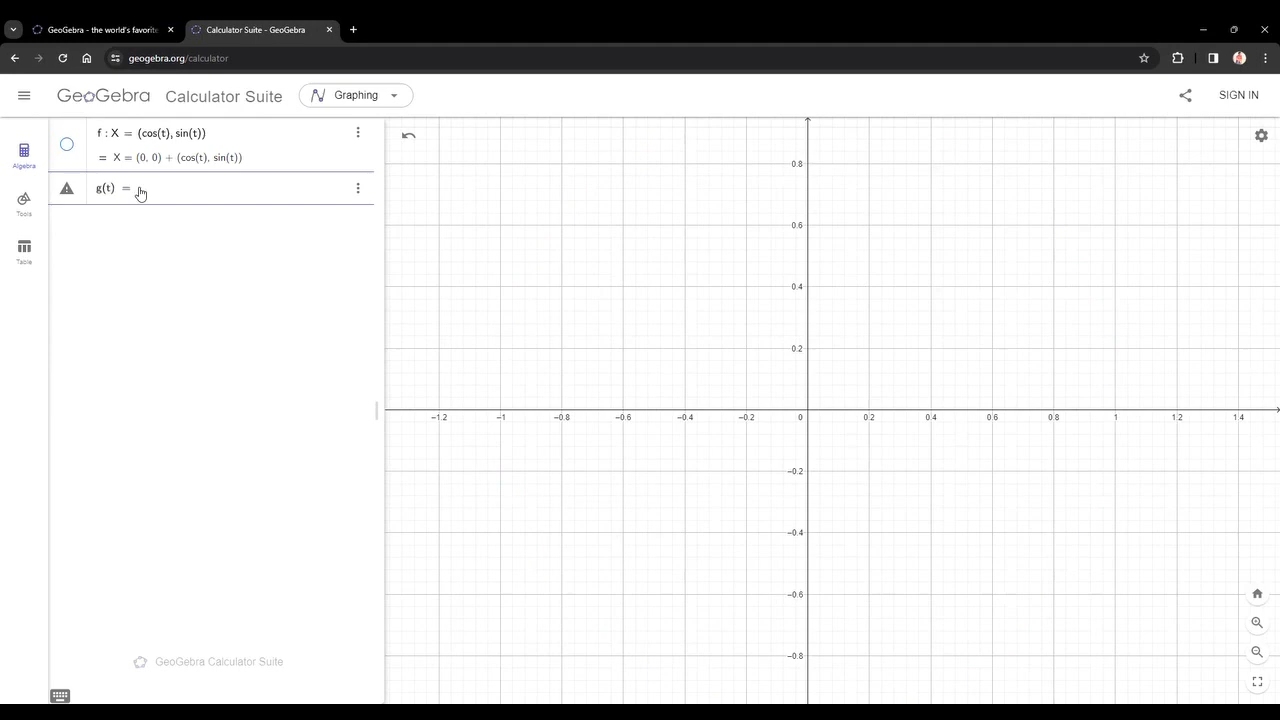 GeoGebra - the world's favorite
Calculator Suite - GeoGebra
geogebra.org/calculator
GeoGebra Calculator Suite Graphing SIGN IN
Algebra
Tools
Table
f : X = (cos(t), sin(t))
= X = (0, 0) + (cos(t), sin(t))
g(t) =
0.8
0.6
0.4
0.2
−1.2 −1 −0.8 −0.6 −0.4 −0.2 0 0.2 0.4 0.6 0.8 1 1.2 1.4
−0.2
−0.4
−0.6
−0.8
GeoGebra Calculator Suite